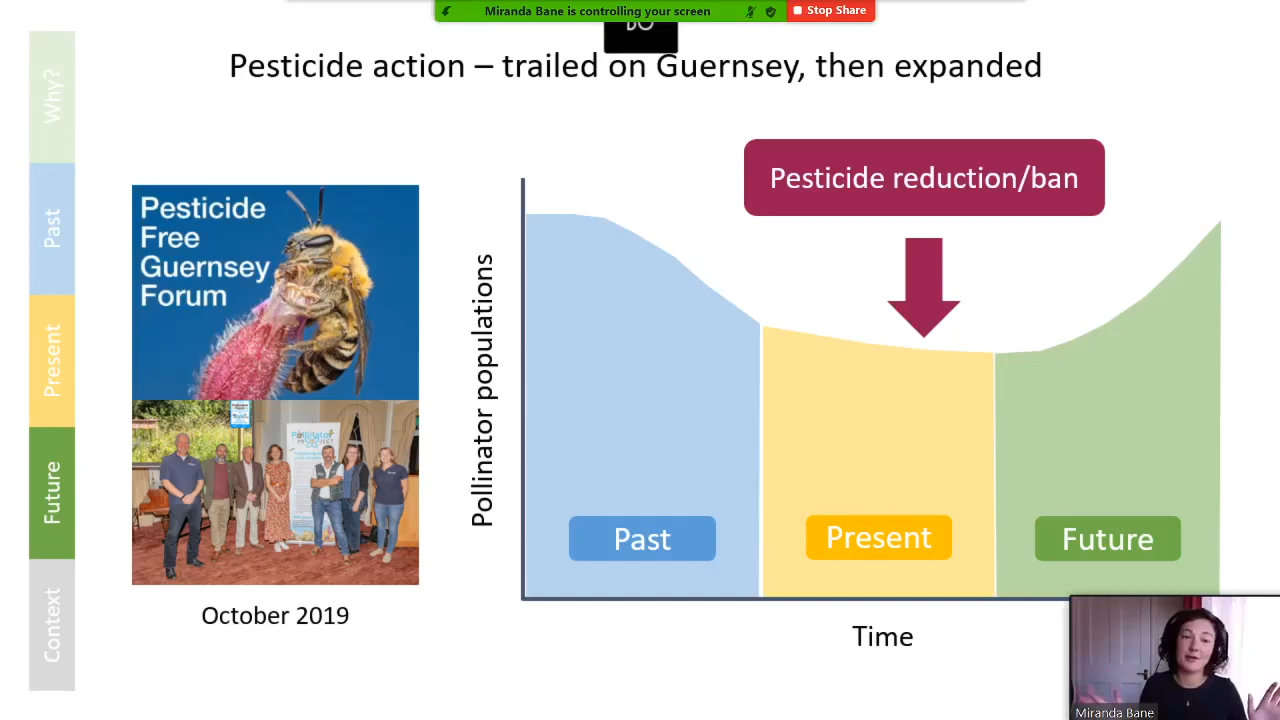 Miranda Bane is controlling your screen
Stop Share
Pesticide action – trailed on Guernsey, then expanded
Why?
Past
Present
Future
Context
Pesticide
Free
Guernsey
Forum
Pollinator
October 2019
Pesticide reduction/ban
Pollinator populations
Past
Present
Future
Time
Miranda Bane